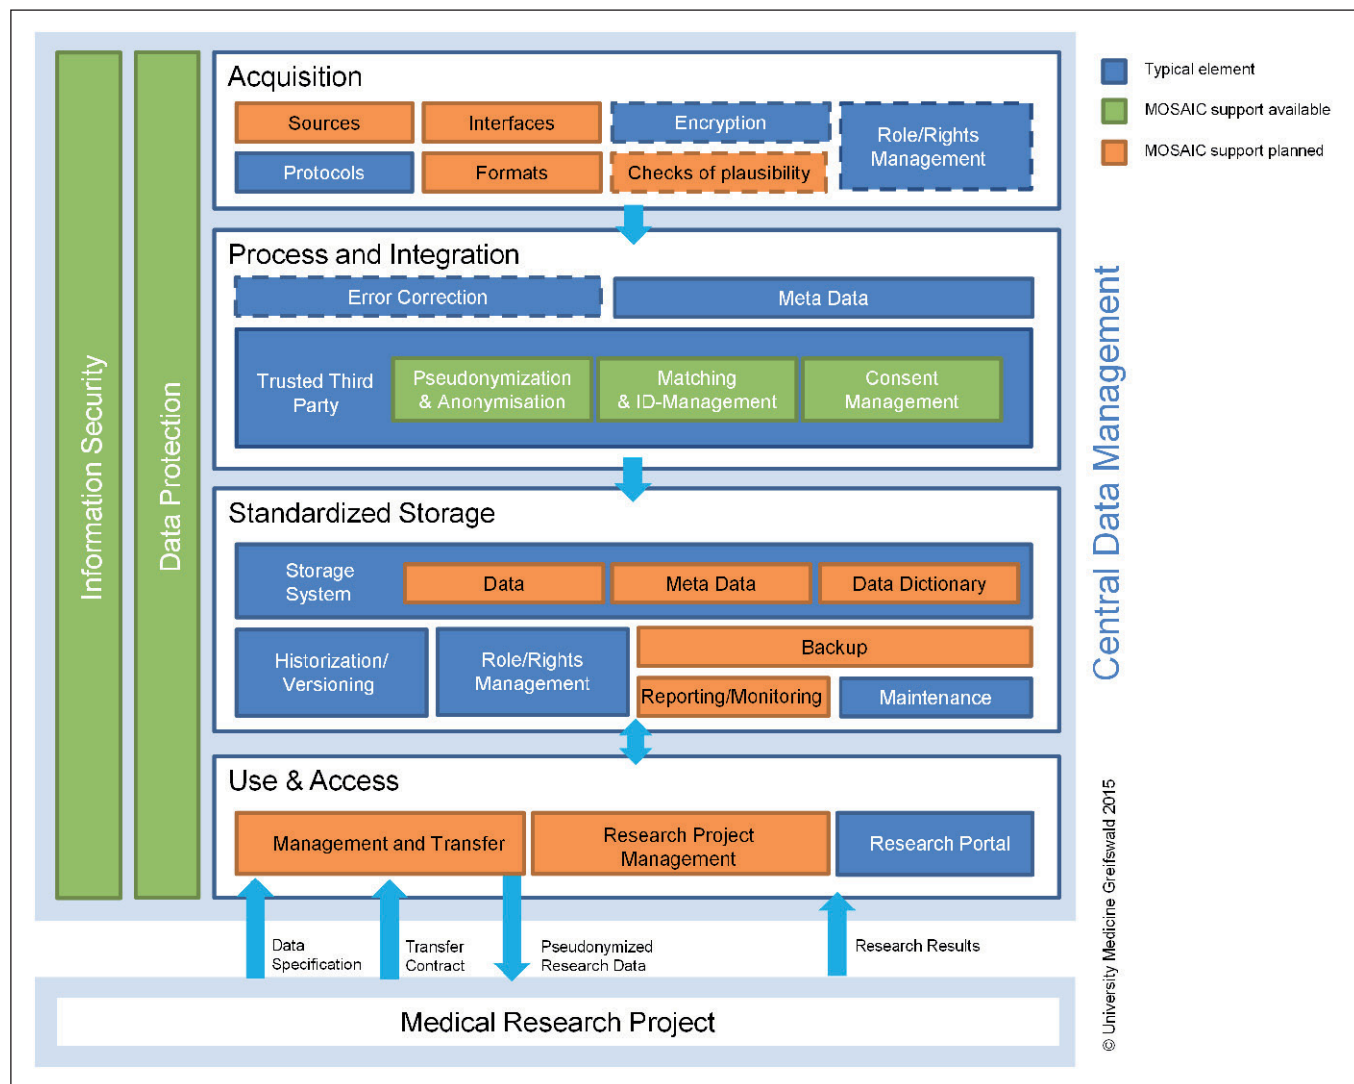 Acquisition
Sources
Interfaces
Encryption
Role/Rights
Management
Protocols
Formats
Checks of plausibility
Process and Integration
Error Correction
Meta Data
Trusted Third
Party
Pseudonymization
& Anonymisation
Matching
& ID-Management
Consent
Management
Standardized Storage
Storage
System
Data
Meta Data
Data Dictionary
Historization/
Versioning
Role/Rights
Management
Backup
Reporting/Monitoring
Maintenance
Use & Access
Management and Transfer
Research Project
Management
Research Portal
Data
Specification
Transfer
Contract
Pseudonymized
Research Data
Research Results
Medical Research Project
Information Security
Data Protection
Typical element
MOSAIC support available
MOSAIC support planned
Central Data Management
© University Medicine Greifswald 2015